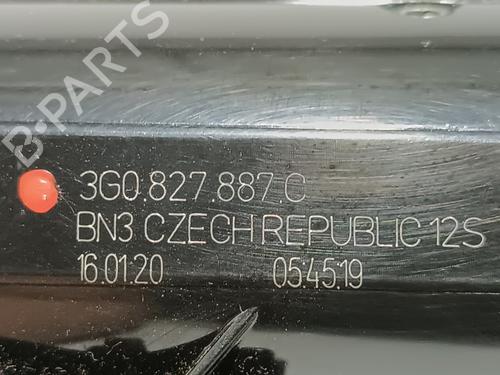 B-PARTS
3G0.827.887.C
BN3 CZECH REPUBLIC 12S
16.01.20 05:45:19